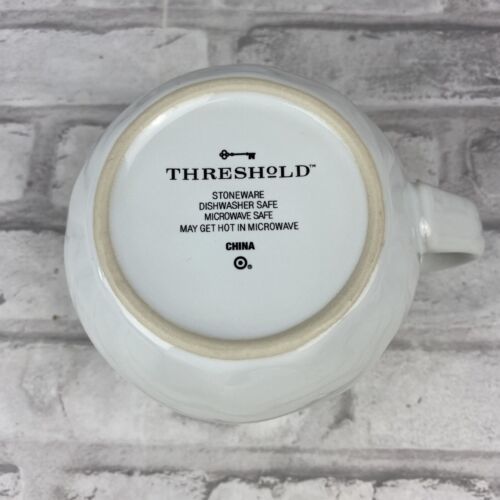 THRESHOLD™
STONEWARE
DISHWASHER SAFE
MICROWAVE SAFE
MAY GET HOT IN MICROWAVE
CHINA
®